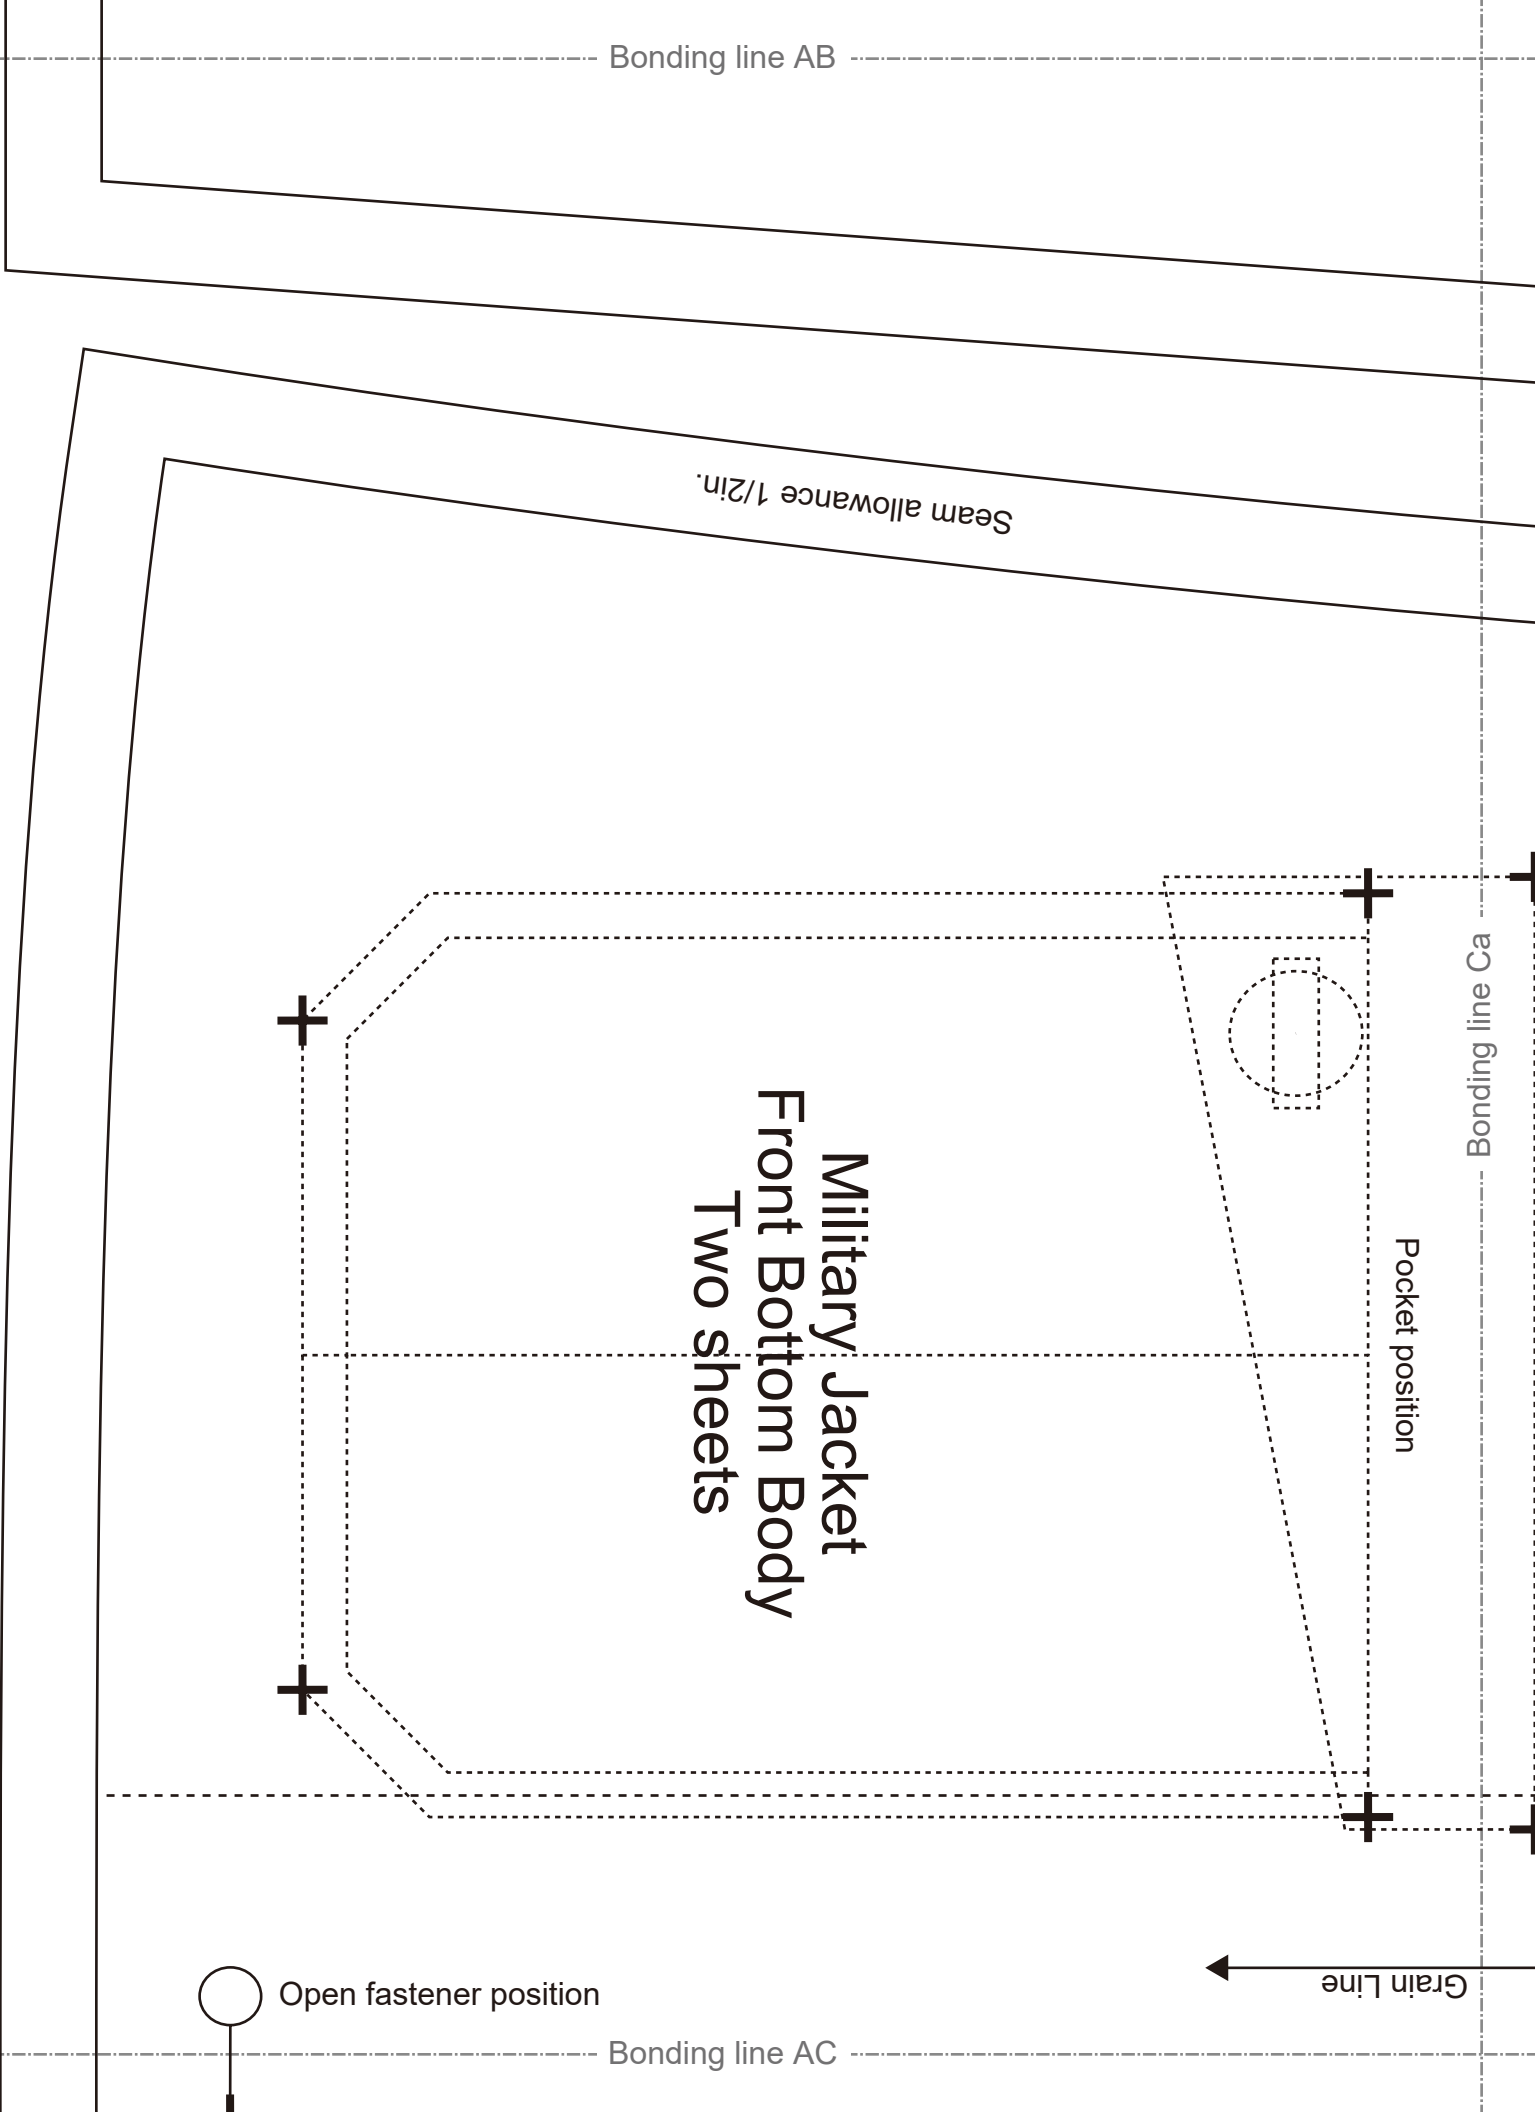 Bonding line AB
Seam allowance 1/2in.
Bonding line Ca
Military Jacket
Front Bottom Body
Two sheets
Pocket position
Open fastener position
Grain Line
Bonding line AC